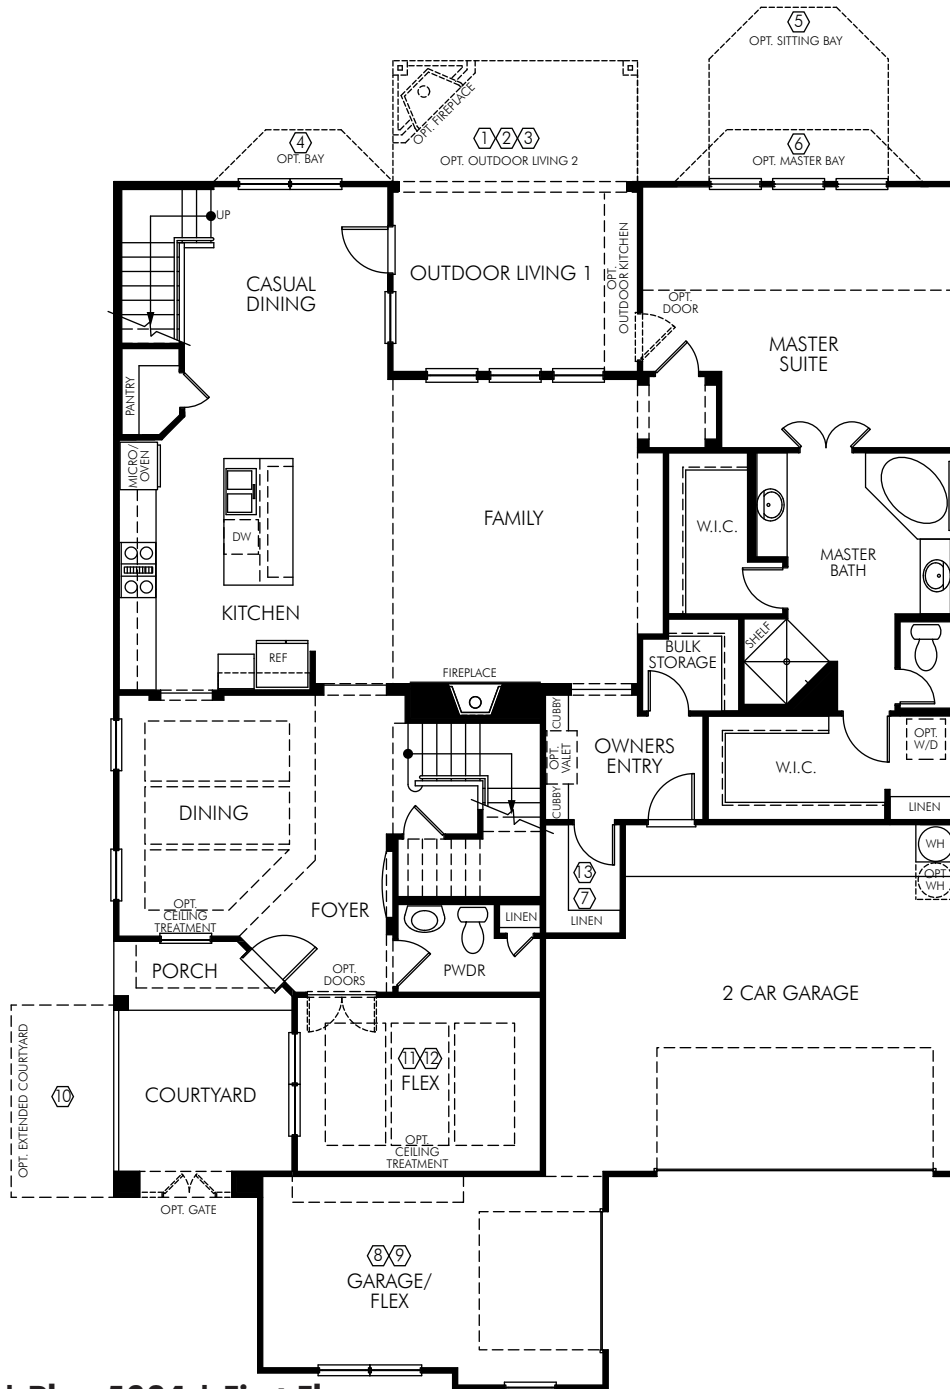 5
OPT. SITTING BAY
OPT. FIREPLACE
1 2 3
OPT. OUTDOOR LIVING 2
4
OPT. BAY
6
OPT. MASTER BAY
UP
CASUAL
DINING
OUTDOOR LIVING 1
OPT.
OUTDOOR KITCHEN
OPT.
DOOR
MASTER
SUITE
PANTRY
MICRO/
OVEN
DW
KITCHEN
REF
FAMILY
FIREPLACE
W.I.C.
MASTER
BATH
SHELF
BULK
STORAGE
CUBBY
OPT.
VALET
CUBBY
OWNERS
ENTRY
W.I.C.
OPT.
W/D
LINEN
DINING
OPT.
CEILING
TREATMENT
FOYER
13
7
LINEN
WH
OPT
WH
LINEN
PWDR
PORCH
OPT.
DOORS
2 CAR GARAGE
OPT. EXTENDED COURTYARD
10
COURTYARD
11 12
FLEX
OPT.
CEILING
TREATMENT
OPT. GATE
8 9
GARAGE/
FLEX